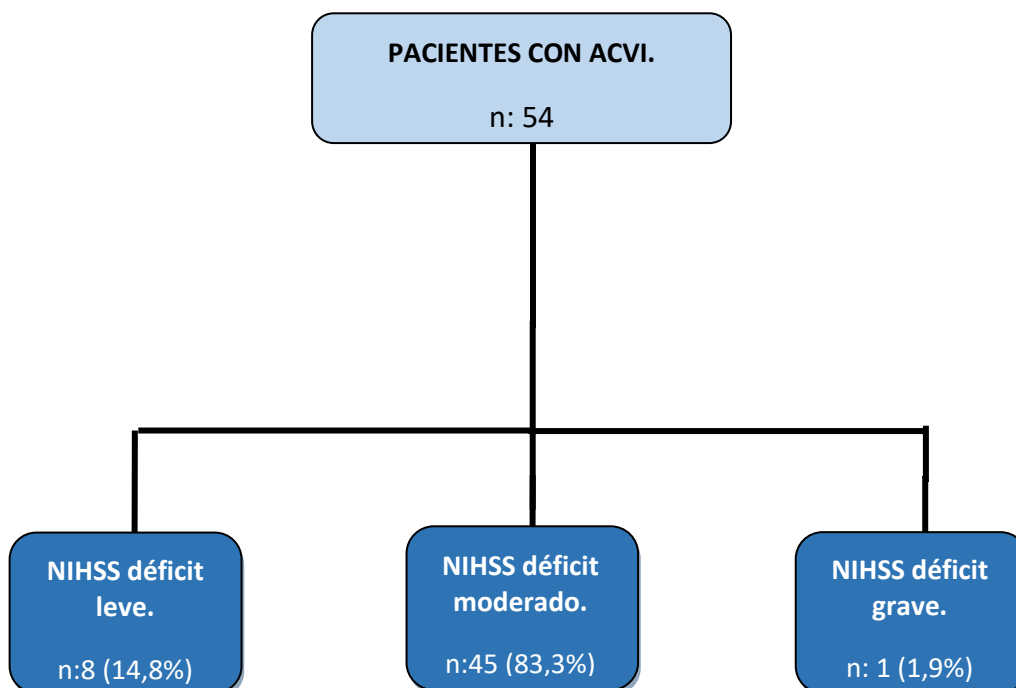 PACIENTES CON ACVI.
n: 54
NIHSS déficit
leve.
n:8 (14,8%)
NIHSS déficit
moderado.
n:45 (83,3%)
NIHSS déficit
grave.
n: 1 (1,9%)